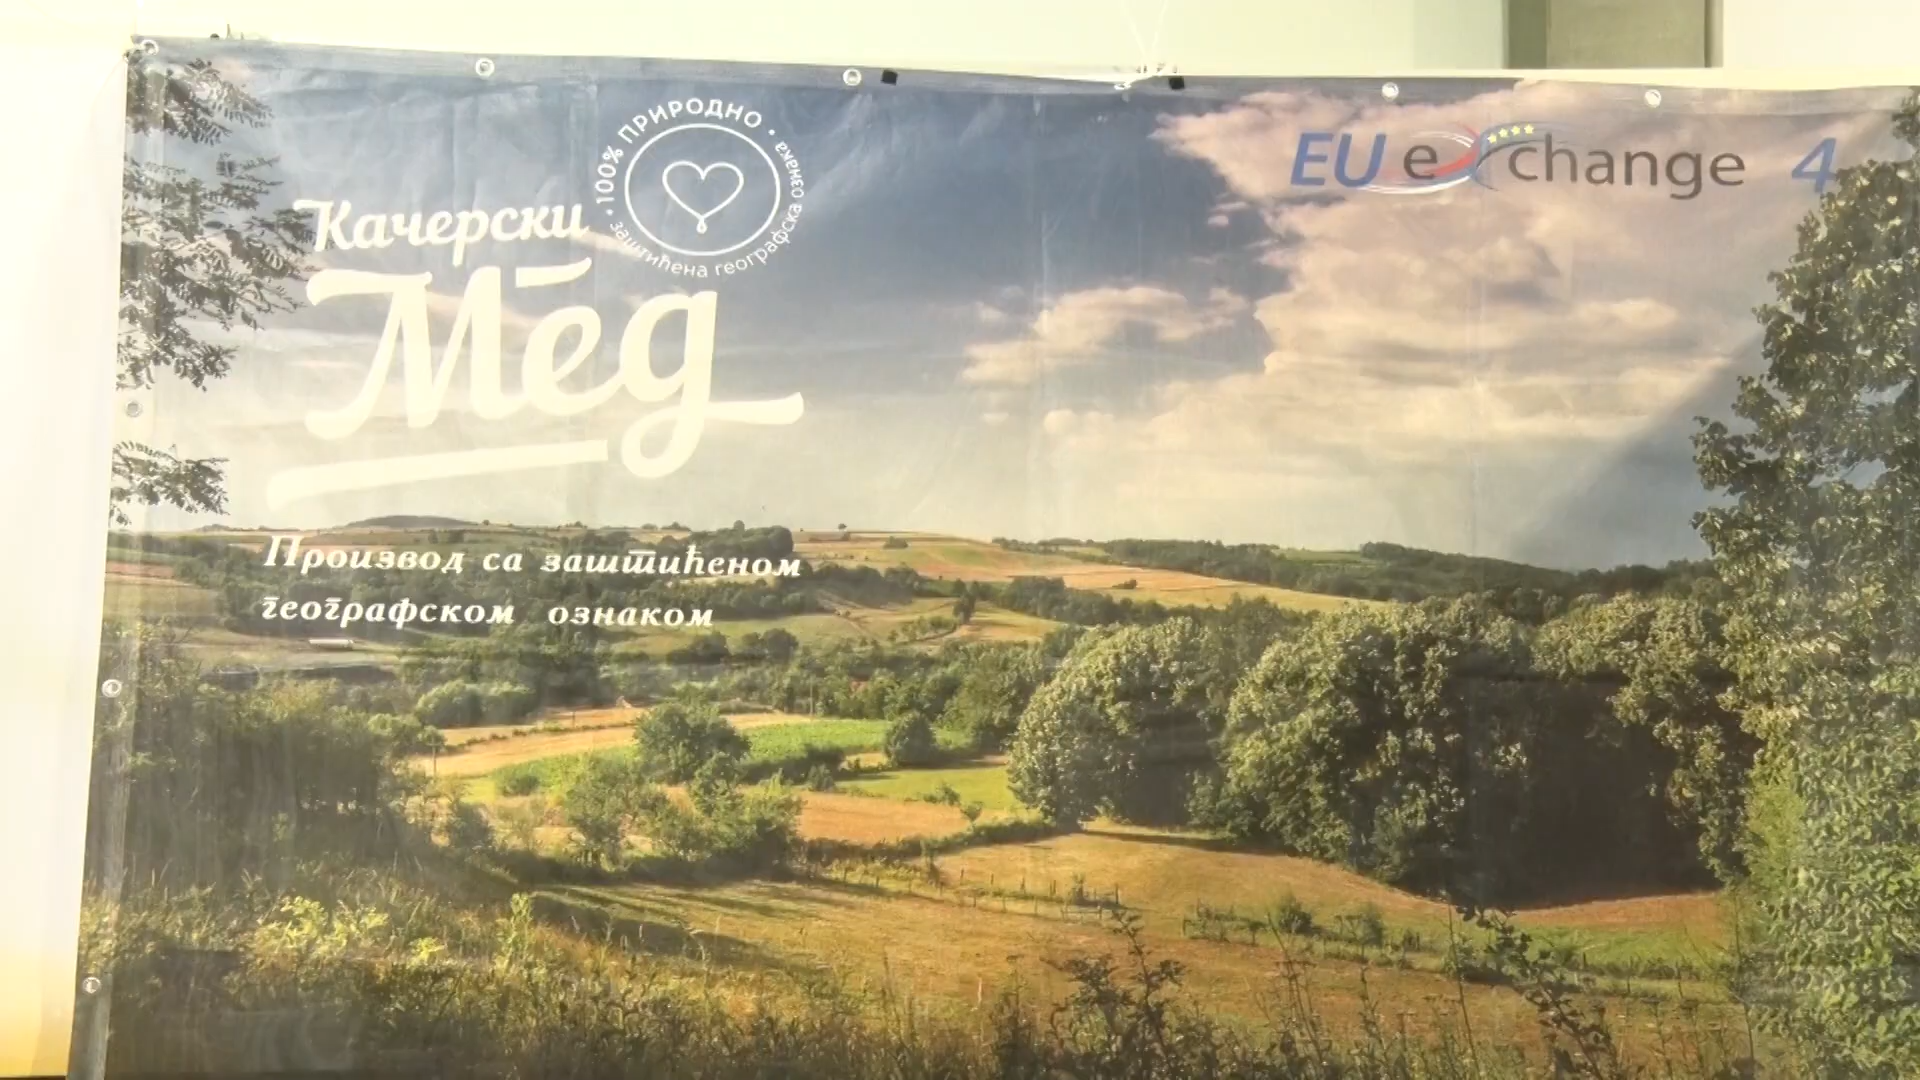 100% ПРИРОДНО
заштићена географска ознака
Качерски
Мед
Производ са заштићеном
географском ознаком
EU exchange 4